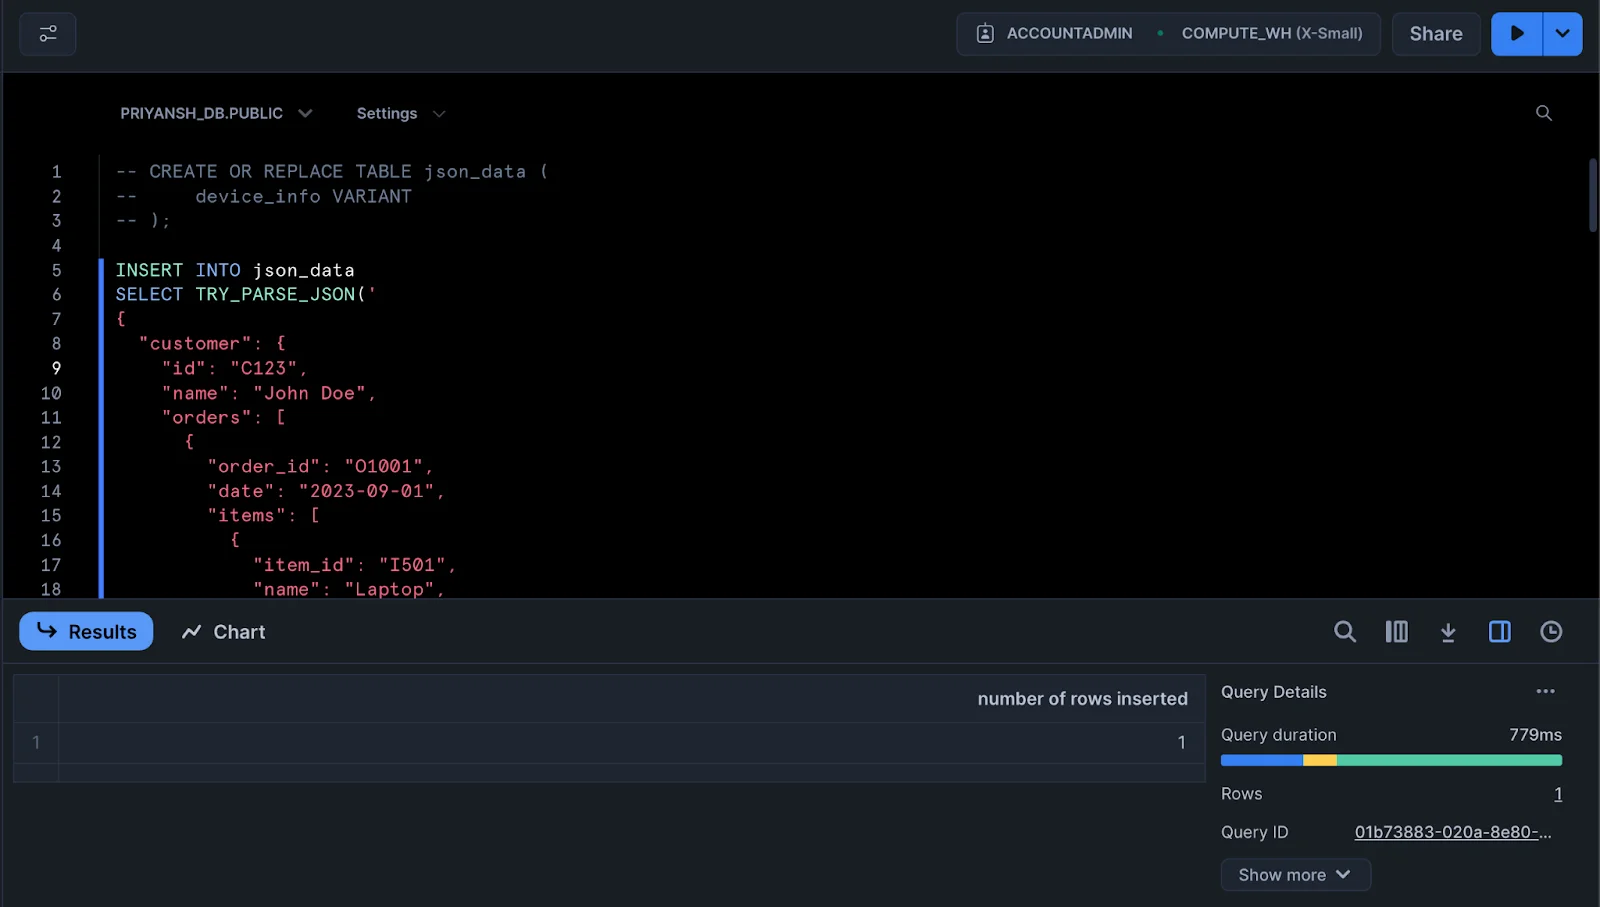 ACCOUNTADMIN • COMPUTE_WH (X-Small) Share
PRIYANSH_DB.PUBLIC Settings
1 -- CREATE OR REPLACE TABLE json_data (
2 --     device_info VARIANT
3 -- );
4
5 INSERT INTO json_data
6 SELECT TRY_PARSE_JSON('
7 {
8   "customer": {
9     "id": "C123",
10     "name": "John Doe",
11     "orders": [
12       {
13         "order_id": "O1001",
14         "date": "2023-09-01",
15         "items": [
16           {
17             "item_id": "I501",
18             "name": "Laptop",
Results Chart
number of rows inserted
1 1
Query Details ...
Query duration 779ms
Rows 1
Query ID 01b73883-020a-8e80-...
Show more